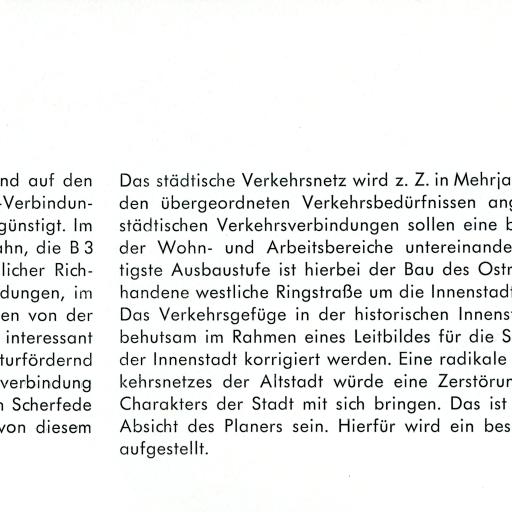 nd auf den
-Verbindun-
günstigt. Im
ahn, die B 3
licher Rich-
dungen, im
en von der
interessant
turfördernd
verbindung
n Scherfede
von diesem
Das städtische Verkehrsnetz wird z. Z. in Mehrja
den übergeordneten Verkehrsbedürfnissen ang
städtischen Verkehrsverbindungen sollen eine b
der Wohn- und Arbeitsbereiche untereinande
tigste Ausbaustufe ist hierbei der Bau des Ostr
handene westliche Ringstraße um die Innenstadt
Das Verkehrsgefüge in der historischen Innenst
behutsam im Rahmen eines Leitbildes für die S
der Innenstadt korrigiert werden. Eine radikale
kehrsnetzes der Altstadt würde eine Zerstörun
Charakters der Stadt mit sich bringen. Das ist
Absicht des Planers sein. Hierfür wird ein bes
aufgestellt.